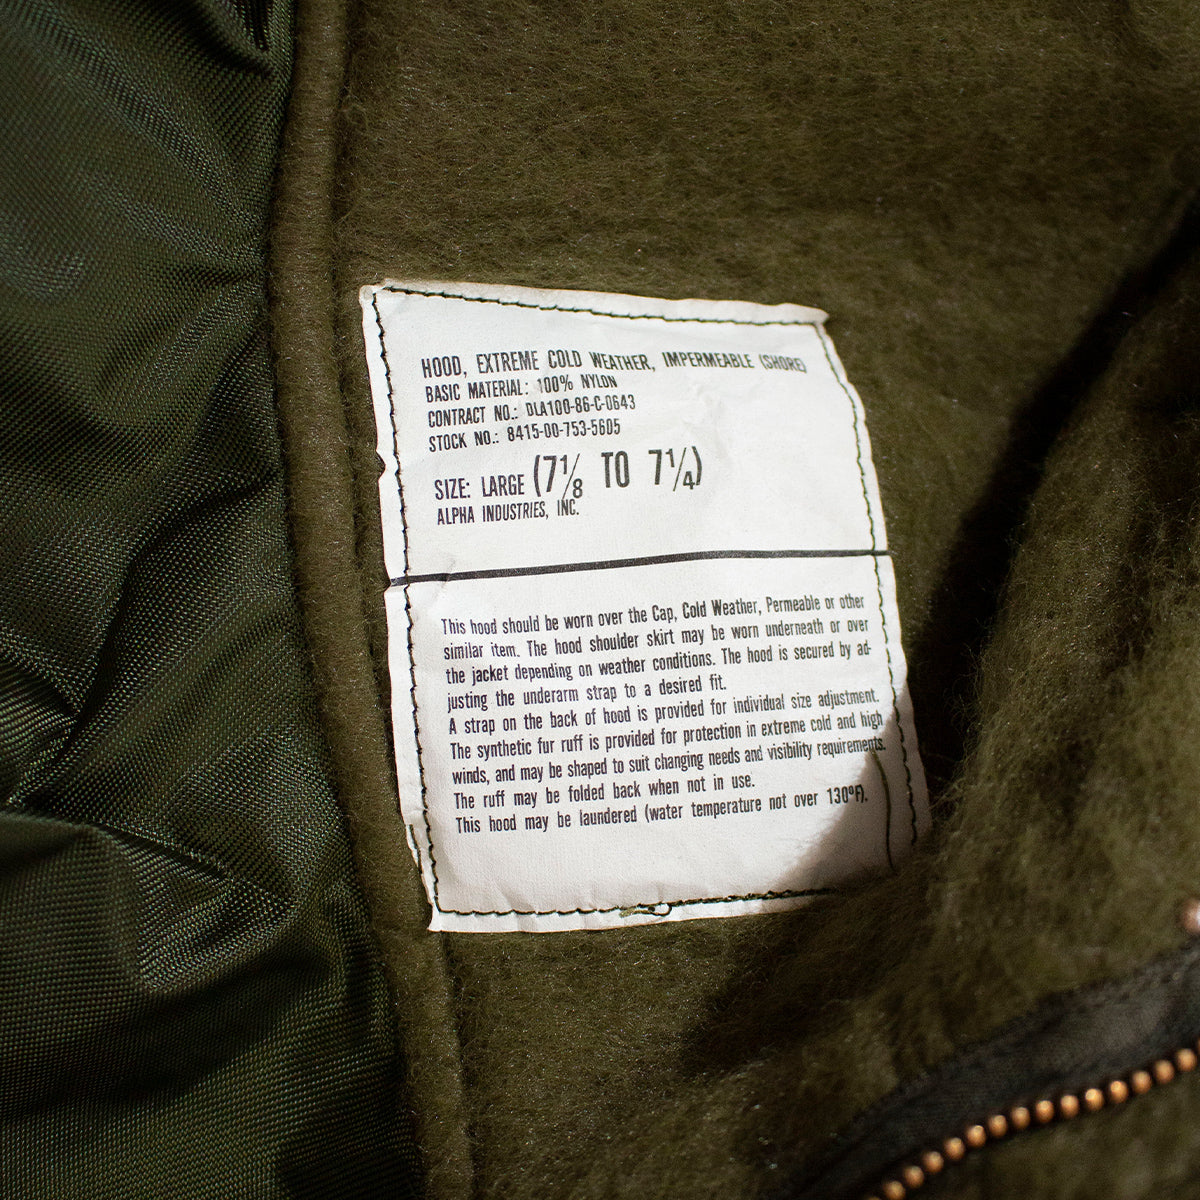 HOOD, EXTREME COLD WEATHER, IMPERMEABLE (SHORE)
BASIC MATERIAL: 100% NYLON
CONTRACT NO.: DLA100-86-C-0643
STOCK NO.: 8415-00-753-5605
SIZE: LARGE (7⅛ TO 7¼)
ALPHA INDUSTRIES, INC.
This hood should be worn over the Cap, Cold Weather, Permeable or other
similar item. The hood shoulder skirt may be worn underneath or over
the jacket depending on weather conditions. The hood is secured by ad-
justing the underarm strap to a desired fit.
A strap on the back of hood is provided for individual size adjustment.
The synthetic fur ruff is provided for protection in extreme cold and high
winds, and may be shaped to suit changing needs and visibility requirements.
The ruff may be folded back when not in use.
This hood may be laundered (water temperature not over 130°F).